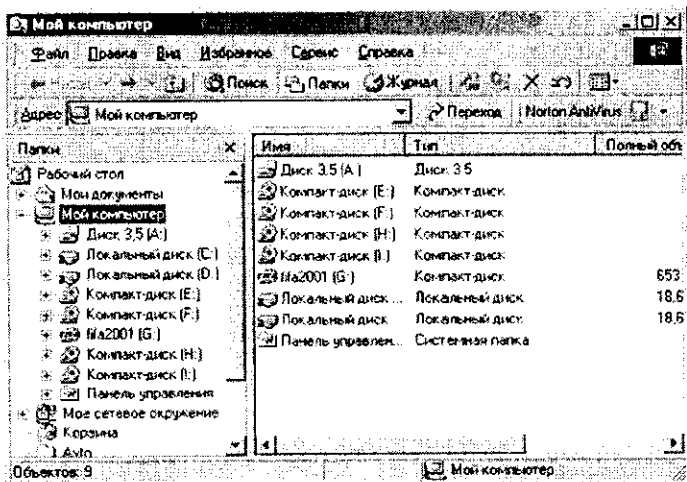 Мой компьютер
Файл Правка Вид Избранное Сервис Справка
Поиск Папки Журнал
Адрес Мой компьютер Переход Norton AntiVirus
Папки
Рабочий стол
Мои документы
Мой компьютер
Диск 3,5 (A:)
Локальный диск (C:)
Локальный диск (D:)
Компакт-диск (E:)
Компакт-диск (F:)
fifa2001 (G:)
Компакт-диск (H:)
Компакт-диск (I:)
Панель управления
Мое сетевое окружение
Корзина
Avto
Имя Тип Полный объ
Диск 3,5 (A:) Диск 3,5
Компакт-диск (E:) Компакт-диск
Компакт-диск (F:) Компакт-диск
Компакт-диск (H:) Компакт-диск
Компакт-диск (I:) Компакт-диск
fifa2001 (G:) Компакт-диск 653
Локальный диск ... Локальный диск 18,6
Локальный диск Локальный диск 18,6
Панель управлен... Системная папка
Объектов: 9 Мой компьютер